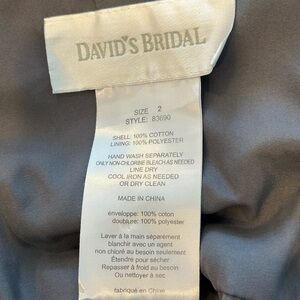 DAVID'S BRIDAL
SIZE 2
STYLE: 83690
SHELL: 100% COTTON
LINING: 100% POLYESTER
HAND WASH SEPARATELY
ONLY NON-CHLORINE BLEACH AS NEEDED
LINE DRY
COOL IRON AS NEEDED
OR DRY CLEAN
MADE IN CHINA
enveloppe: 100% coton
doublure: 100% polyester
Laver à la main séparément
blanchir avec un agent
non chloré au besoin seulement
Étendre pour sécher
Repasser à froid au besoin
Ou nettoyer à sec
fabriqué en Chine